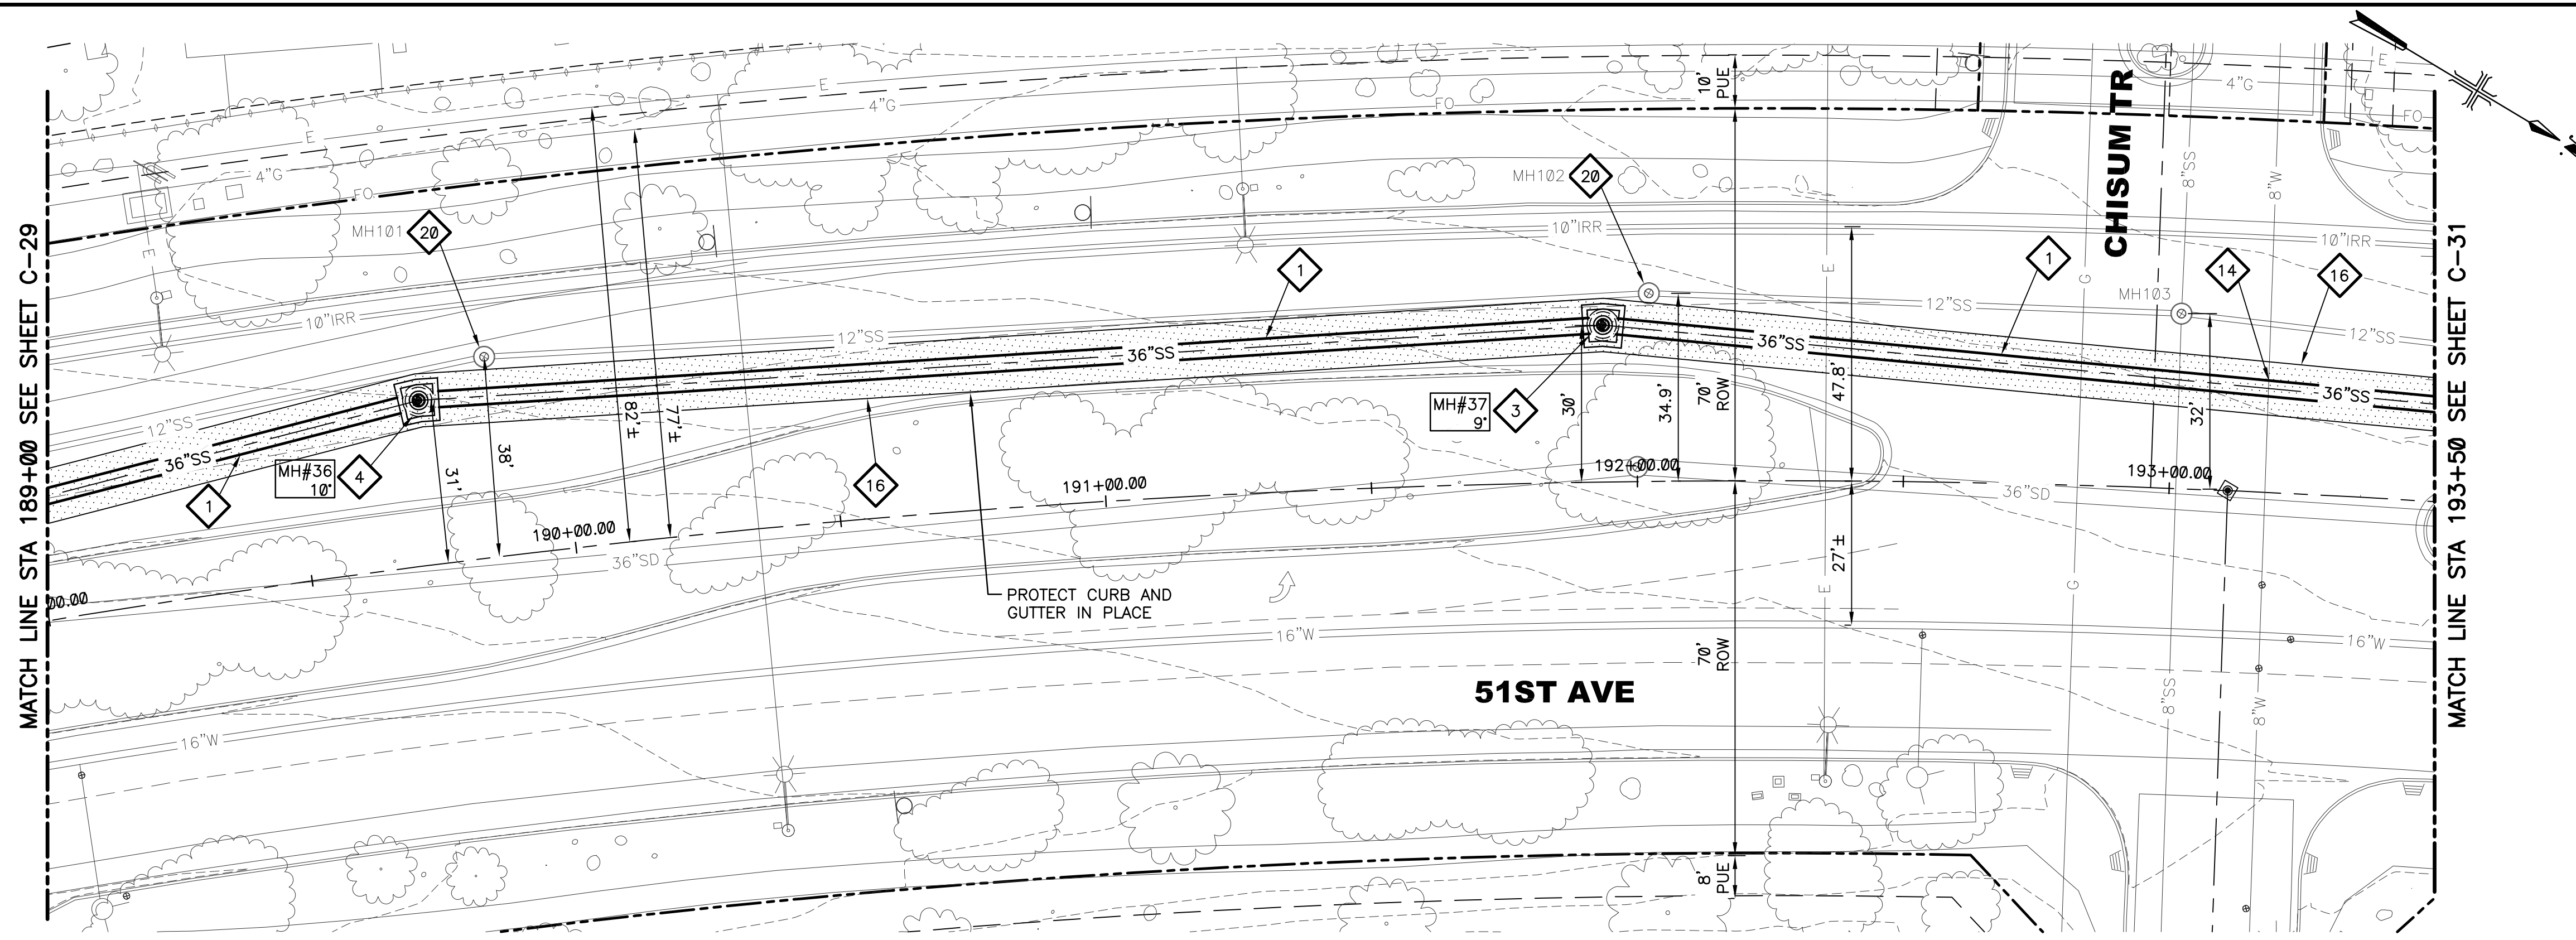 MATCH LINE STA 189+00 SEE SHEET C-29
MATCH LINE STA 193+50 SEE SHEET C-31
E
4"G
FO
10'
PUE
CHISUM TR
8"SS
8"W
4"G
E
FO
E
4"G
FO
E
MH101
20
MH102
20
10"IRR
10"IRR
10"IRR
1
1
14
16
E
G
MH103
12"SS
12"SS
12"SS
12"SS
36"SS
36"SS
36"SS
36"SS
MH#36
10°
4
1
31'
38'
82'±
77'±
16
MH#37
9°
3
30'
34.9'
70'
ROW
47.8'
32'
00.00
190+00.00
191+00.00
192+00.00
193+00.00
36"SD
36"SD
PROTECT CURB AND
GUTTER IN PLACE
27'±
E
G
16"W
16"W
16"W
70'
ROW
51ST AVE
8"SS
8"W
8'
PUE